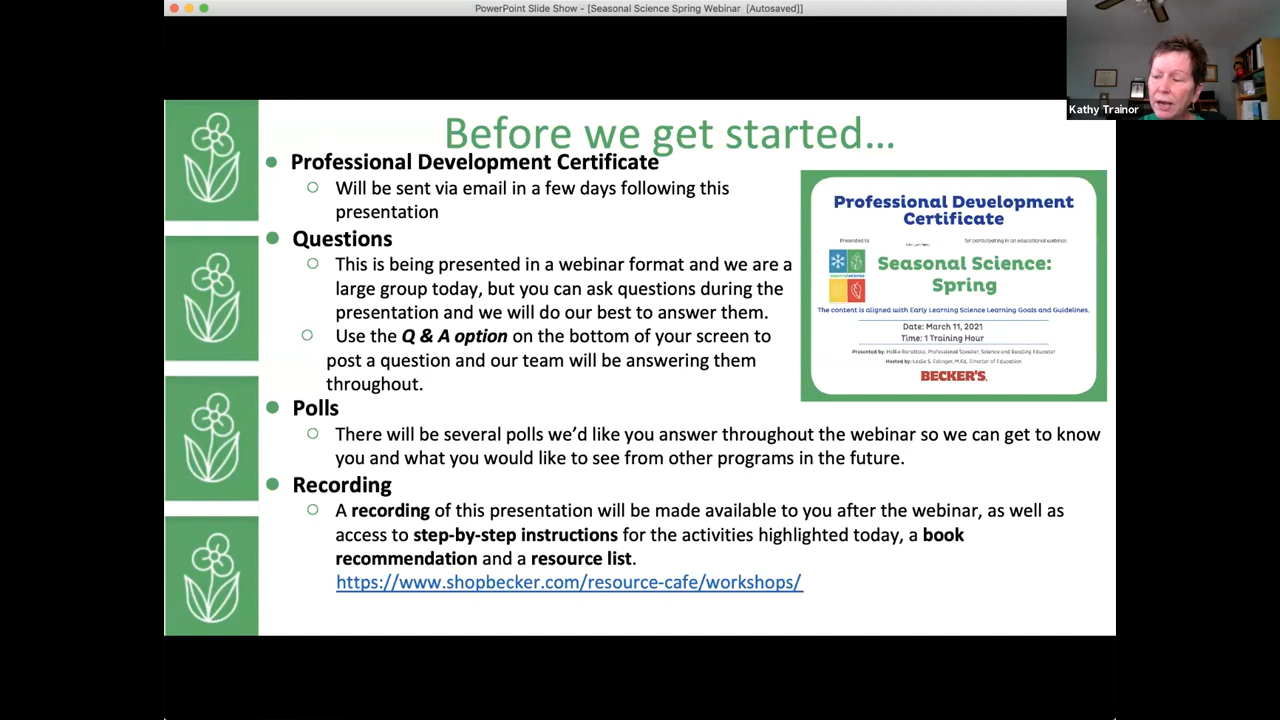 PowerPoint Slide Show - [Seasonal Science Spring Webinar [Autosaved]]
Kathy Trainor
Before we get started…
Professional Development Certificate
Will be sent via email in a few days following this
presentation
Questions
This is being presented in a webinar format and we are a
large group today, but you can ask questions during the
presentation and we will do our best to answer them.
Use the Q & A option on the bottom of your screen to
post a question and our team will be answering them
throughout.
Polls
There will be several polls we'd like you answer throughout the webinar so we can get to know
you and what you would like to see from other programs in the future.
Recording
A recording of this presentation will be made available to you after the webinar, as well as
access to step-by-step instructions for the activities highlighted today, a book
recommendation and a resource list.
https://www.shopbecker.com/resource-cafe/workshops/
Professional Development
Certificate
Presented to for participating in an educational webinar,
Seasonal Science:
Spring
The content is aligned with Early Learning Science Learning Goals and Guidelines.
Date: March 11, 2021
Time: 1 Training Hour
Presented by: Professional Speaker, Science and Reading Educator
Hosted by: Leslie S. Eslinger, M.Ed. Director of Education
BECKER'S